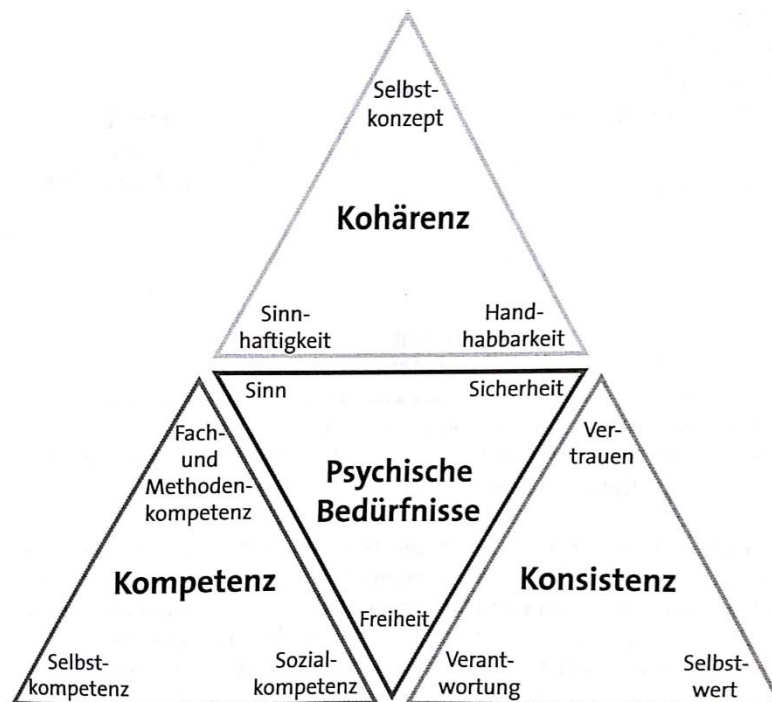 Selbst-
konzept
Kohärenz
Sinn-
haftigkeit
Hand-
habbarkeit
Sinn
Sicherheit
Fach-
und
Methoden-
kompetenz
Ver-
trauen
Psychische
Bedürfnisse
Kompetenz
Konsistenz
Freiheit
Selbst-
kompetenz
Sozial-
kompetenz
Verant-
wortung
Selbst-
wert